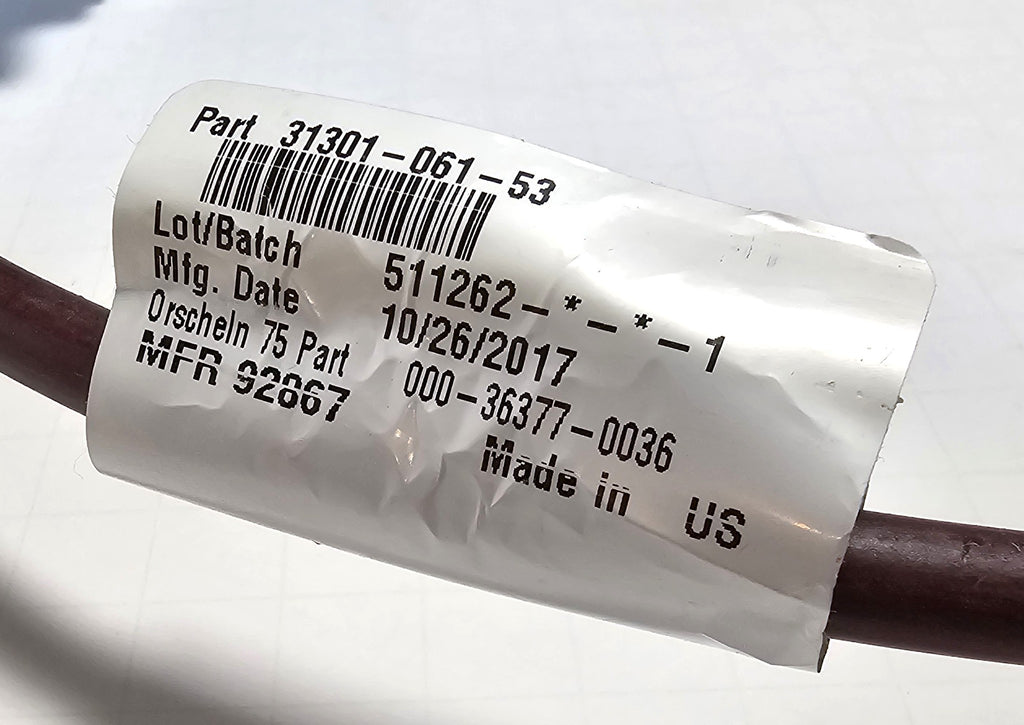 Part 31301-061-53
Lot/Batch 511262-*-*-1
Mfg. Date 10/26/2017
Orscheln 75 Part 000-36377-0036
MFR 92867 Made in US